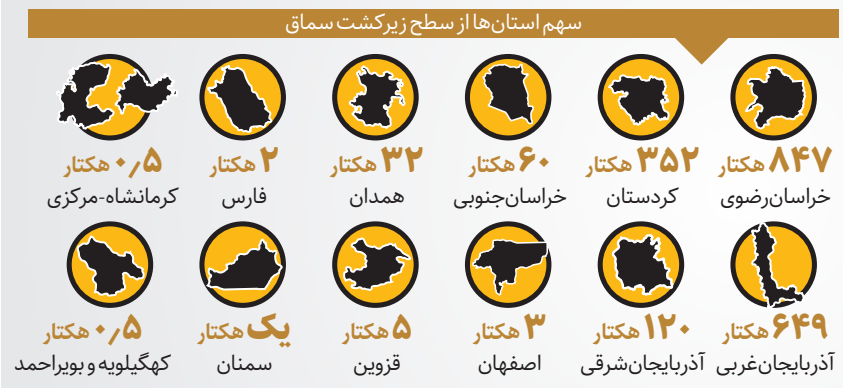 سهم استان‌ها از سطح زیرکشت سماق
۸۴۷ هکتار
خراسان‌رضوی
۳۵۲ هکتار
کردستان
۶۰ هکتار
خراسان‌جنوبی
۳۲ هکتار
همدان
۲ هکتار
فارس
۰٫۵ هکتار
کرمانشاه-مرکزی
۶۴۹ هکتار
آذربایجان‌غربی
۱۲۰ هکتار
آذربایجان‌شرقی
۳ هکتار
اصفهان
۵ هکتار
قزوین
یک هکتار
سمنان
۰٫۵ هکتار
کهگیلویه و بویراحمد